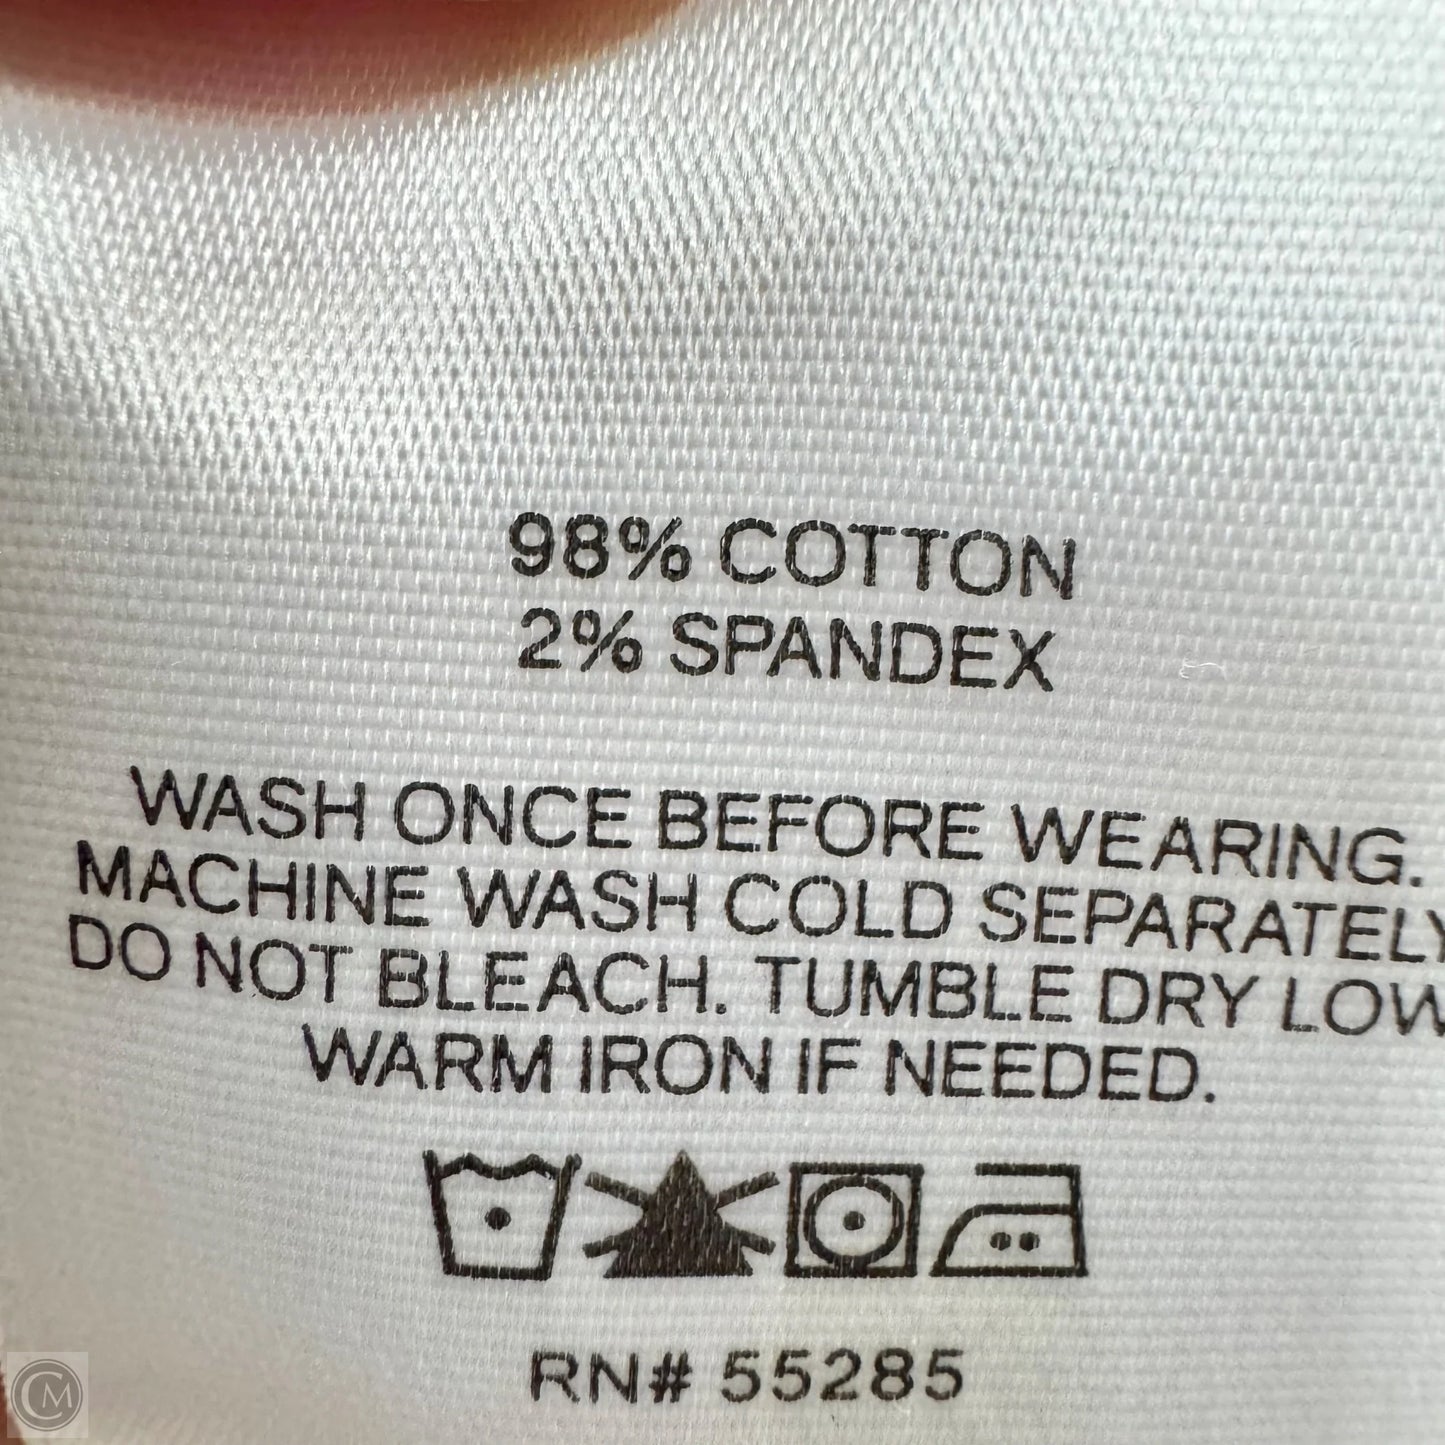 98% COTTON
2% SPANDEX
WASH ONCE BEFORE WEARING.
MACHINE WASH COLD SEPARATELY
DO NOT BLEACH. TUMBLE DRY LOW
WARM IRON IF NEEDED.
RN# 55285
CM